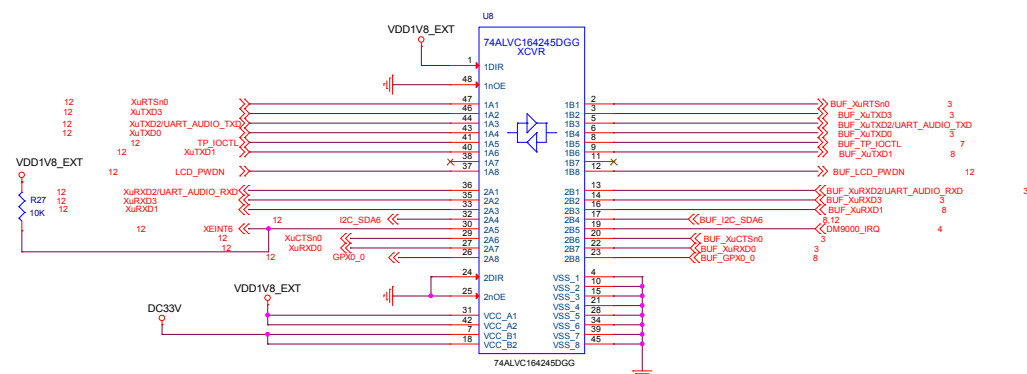 U8
VDD1V8_EXT
74ALVC164245DGG
XCVR
1 1DIR
48 1nOE
12 XuRTSn0 47 1A1 1B1 2 BUF_XuRTSn0 3
12 XuTXD3 46 1A2 1B2 3 BUF_XuTXD3 3
12 XuTXD2/UART_AUDIO_TXD 44 1A3 1B3 5 BUF_XuTXD2/UART_AUDIO_TXD
12 XuTXD0 43 1A4 1B4 6 BUF_XuTXD0 3
12 TP_IOCTL 41 1A5 1B5 8 BUF_TP_IOCTL 7
12 XuTXD1 40 1A6 1B6 9 BUF_XuTXD1 8
38 1A7 1B7 11
12 LCD_PWDN 37 1A8 1B8 12 BUF_LCD_PWDN 8
VDD1V8_EXT
R27
10K
12 XuRXD2/UART_AUDIO_RXD 36 2A1 2B1 13 BUF_XuRXD2/UART_AUDIO_RXD 3
12 XuRXD3 35 2A2 2B2 14 BUF_XuRXD3 3
12 XuRXD1 33 2A3 2B3 16 BUF_XuRXD1 8
12 I2C_SDA6 32 2A4 2B4 17 BUF_I2C_SDA6 8,12
12 XEINT6 30 2A5 2B5 19 DM9000_IRQ 4
12 XuCTSn0 29 2A6 2B6 20 BUF_XuCTSn0 3
12 XuRXD0 27 2A7 2B7 22 BUF_XuRXD0 3
12 GPX0_0 26 2A8 2B8 23 BUF_GPX0_0 8
24 2DIR VSS_1 4
VSS_2 10
25 2nOE VSS_3 15
VDD1V8_EXT
VSS_4 21
31 VCC_A1 VSS_5 28
42 VCC_A2 VSS_6 34
DC33V
7 VCC_B1 VSS_7 39
18 VCC_B2 VSS_8 45
74ALVC164245DGG